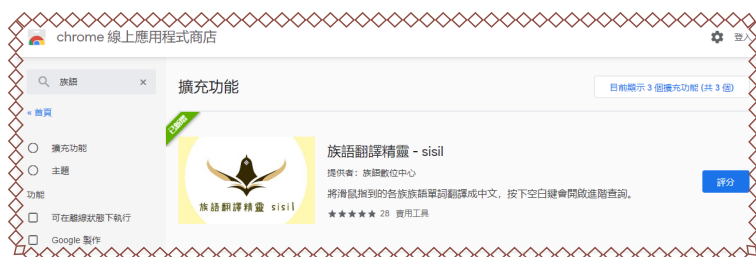 chrome 線上應用程式商店
登入
族語 ×
« 首頁
擴充功能
主題
功能
可在離線狀態下執行
Google 製作
擴充功能
目前顯示 3 個擴充功能 (共 3 個)
已新增
族語翻譯精靈 sisil
族語翻譯精靈 - sisil
提供者：族語數位中心
將滑鼠指到的各族族語單詞翻譯成中文，按下空白鍵會開啟進階查詢。
★★★★★ 28 實用工具
評分